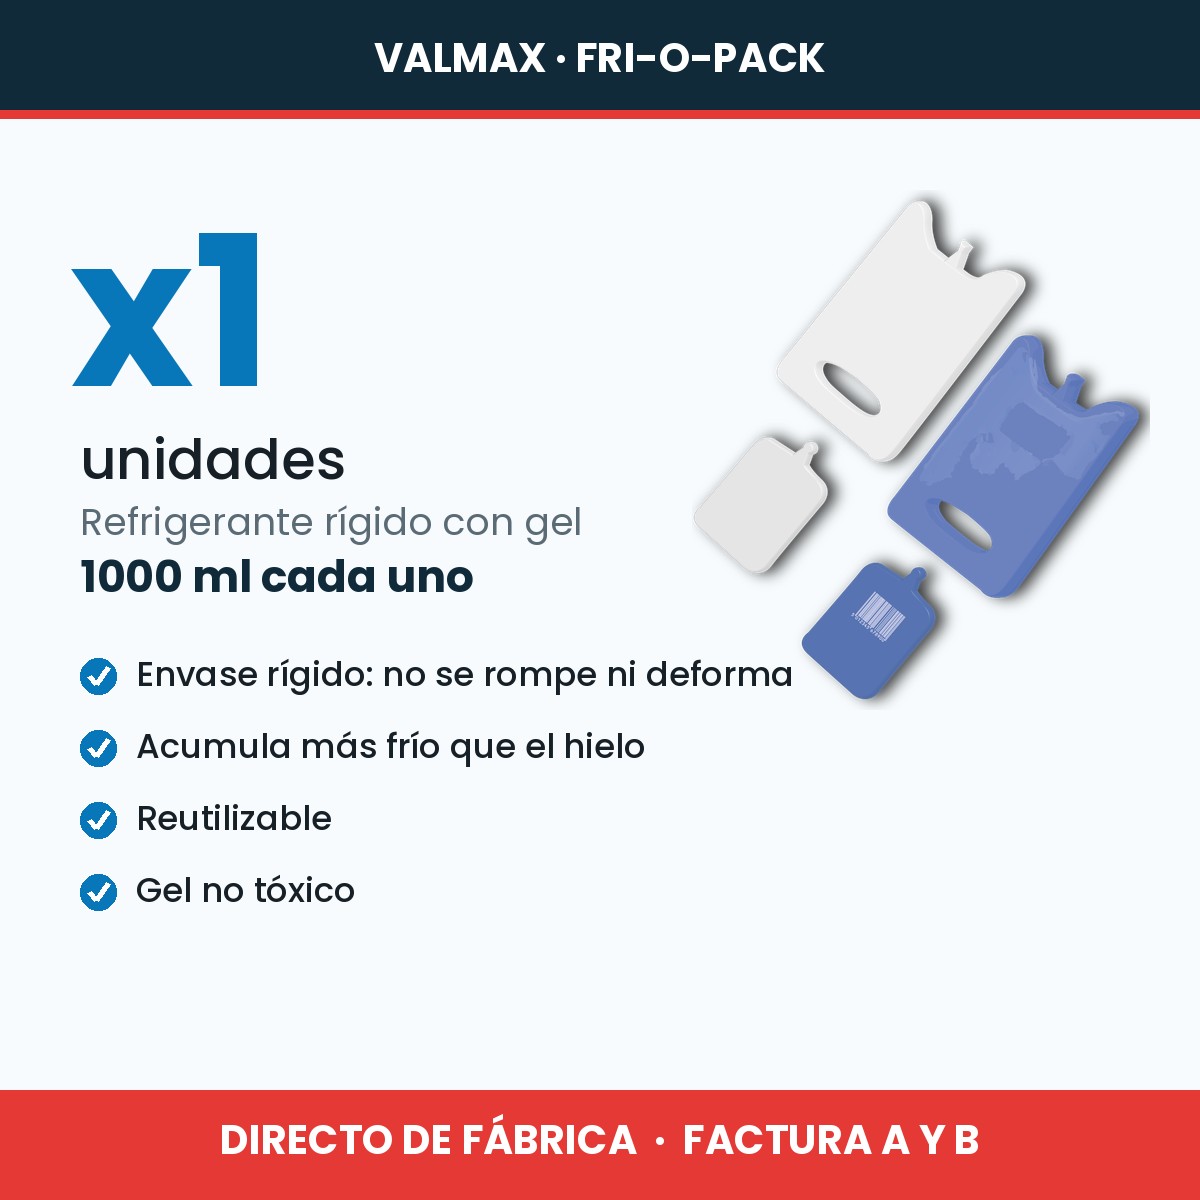 VALMAX · FRI-O-PACK
x1
unidades
Refrigerante rígido con gel
1000 ml cada uno
Envase rígido: no se rompe ni deforma
Acumula más frío que el hielo
Reutilizable
Gel no tóxico
DIRECTO DE FÁBRICA · FACTURA A Y B